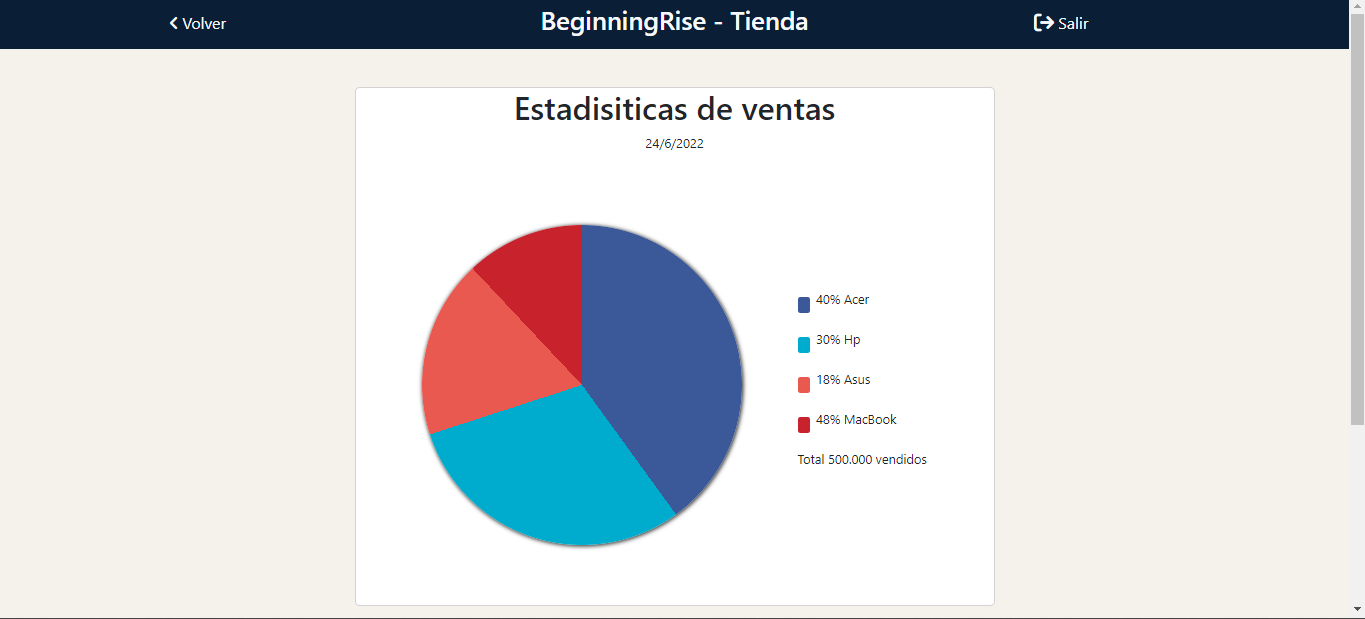 Volver
BeginningRise - Tienda
Salir
Estadisiticas de ventas
24/6/2022
40% Acer
30% Hp
18% Asus
48% MacBook
Total 500.000 vendidos